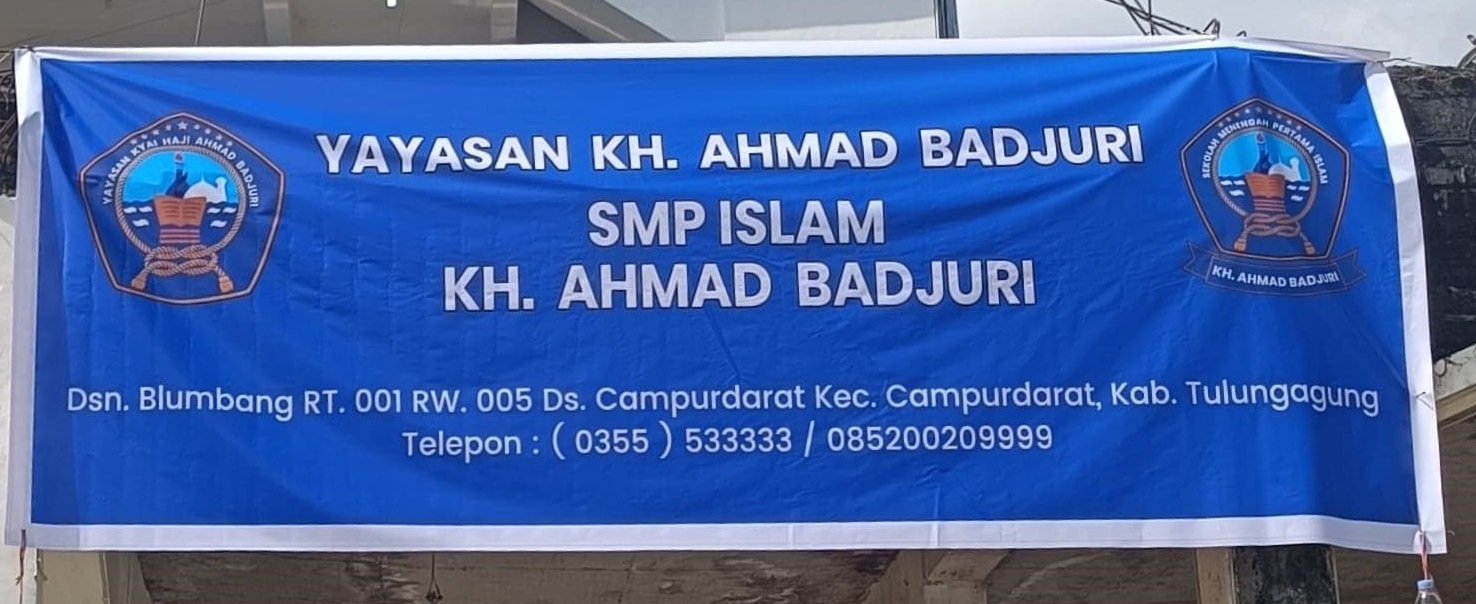 YAYASAN KYAI HAJI AHMAD BADJURI
YAYASAN KH. AHMAD BADJURI
SMP ISLAM
KH. AHMAD BADJURI
SEKOLAH MENENGAH PERTAMA ISLAM
KH. AHMAD BADJURI
Dsn. Blumbang RT. 001 RW. 005 Ds. Campurdarat Kec. Campurdarat, Kab. Tulungagung
Telepon : ( 0355 ) 533333 / 085200209999